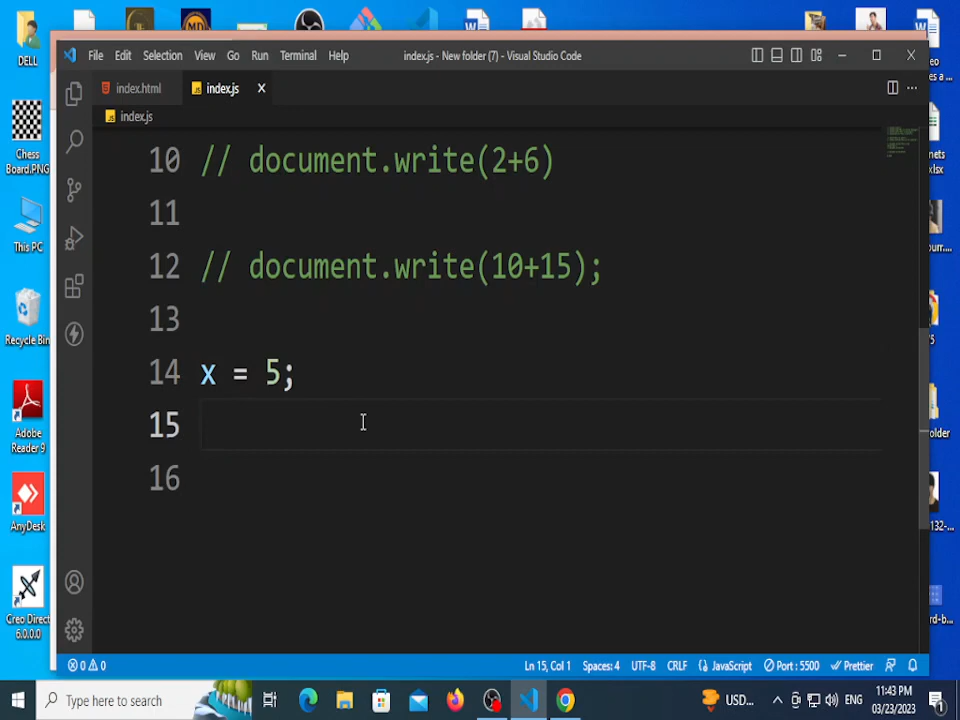 DELL
Chess
Board.PNG
This PC
Recycle Bin
Adobe
Reader 9
AnyDesk
Creo Direct
6.0.0.0
File Edit Selection View Go Run Terminal Help
index.js - New folder (7) - Visual Studio Code
index.html
index.js
index.js
10 // document.write(2+6)
11
12 // document.write(10+15);
13
14 x = 5;
15
16
0 0
Ln 15, Col 1 Spaces: 4 UTF-8 CRLF JavaScript Port : 5500 Prettier
Type here to search
USD...
ENG
11:43 PM
03/23/2023